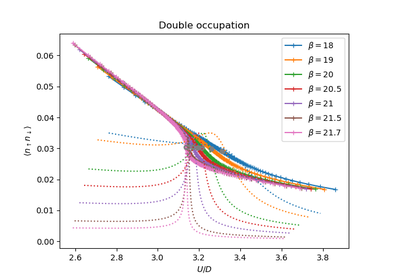 Double occupation
⟨n↑n↓⟩
0.06
0.05
0.04
0.03
0.02
0.01
0.00
2.6 2.8 3.0 3.2 3.4 3.6 3.8
U/D
β = 18
β = 19
β = 20
β = 20.5
β = 21
β = 21.5
β = 21.7